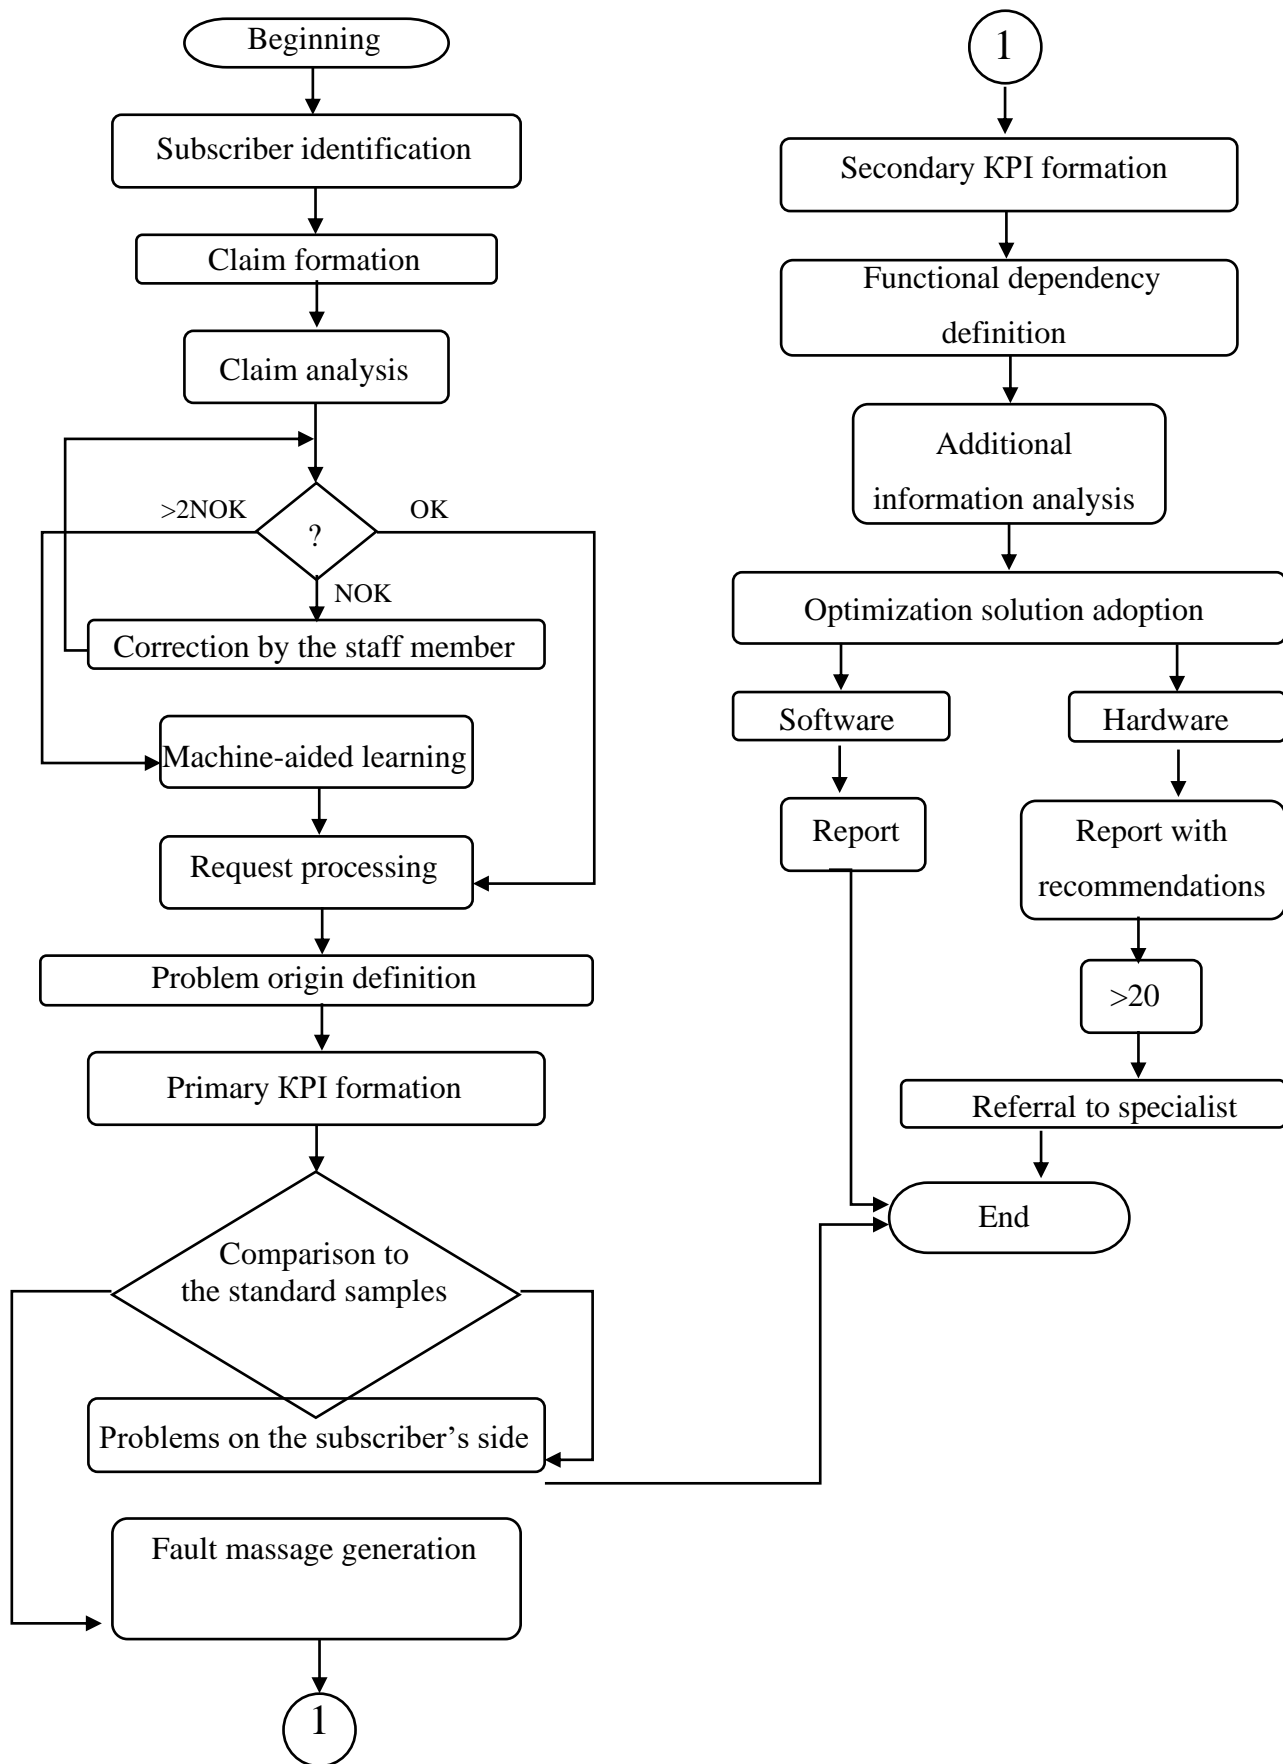 Beginning
Subscriber identification
Claim formation
Claim analysis
>2NOK
OK
?
NOK
Correction by the staff member
Machine-aided learning
Request processing
Problem origin definition
Primary KPI formation
Comparison to
the standard samples
Problems on the subscriber’s side
Fault massage generation
1
1
Secondary KPI formation
Functional dependency
definition
Additional
information analysis
Optimization solution adoption
Software
Hardware
Report
Report with
recommendations
>20
Referral to specialist
End